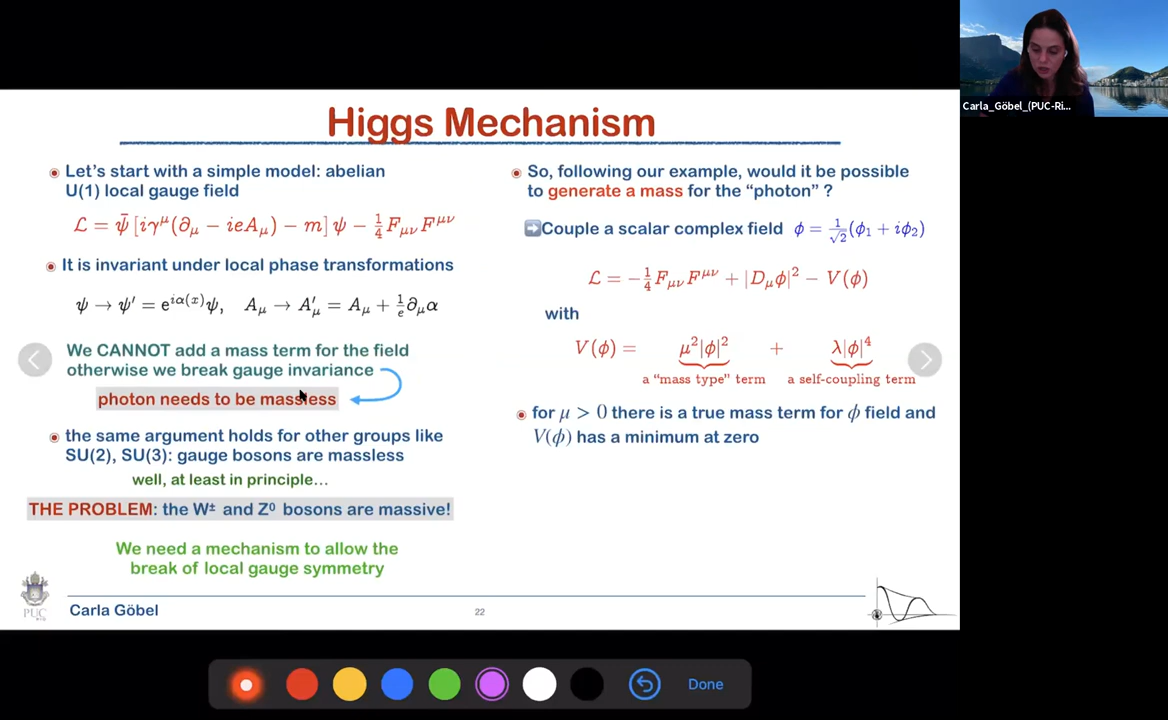 Carla_Göbel_(PUC-Ri...
Higgs Mechanism
Let's start with a simple model: abelian
U(1) local gauge field
ℒ = ψ̄ [iγ^μ(∂_μ − ieA_μ) − m] ψ − ¼ F_μν F^μν
It is invariant under local phase transformations
ψ → ψ′ = e^{iα(x)}ψ, A_μ → A′_μ = A_μ + (1/e)∂_μα
We CANNOT add a mass term for the field
otherwise we break gauge invariance
photon needs to be massless
the same argument holds for other groups like
SU(2), SU(3): gauge bosons are massless
well, at least in principle...
THE PROBLEM: the W± and Z⁰ bosons are massive!
We need a mechanism to allow the
break of local gauge symmetry
So, following our example, would it be possible
to generate a mass for the "photon" ?
Couple a scalar complex field ϕ = (1/√2)(ϕ₁ + iϕ₂)
ℒ = −¼ F_μν F^μν + |D_μϕ|² − V(ϕ)
with
V(ϕ) = μ²|ϕ|² + λ|ϕ|⁴
a "mass type" term a self-coupling term
for μ > 0 there is a true mass term for ϕ field and
V(ϕ) has a minimum at zero
PUC
Carla Göbel
22
Done